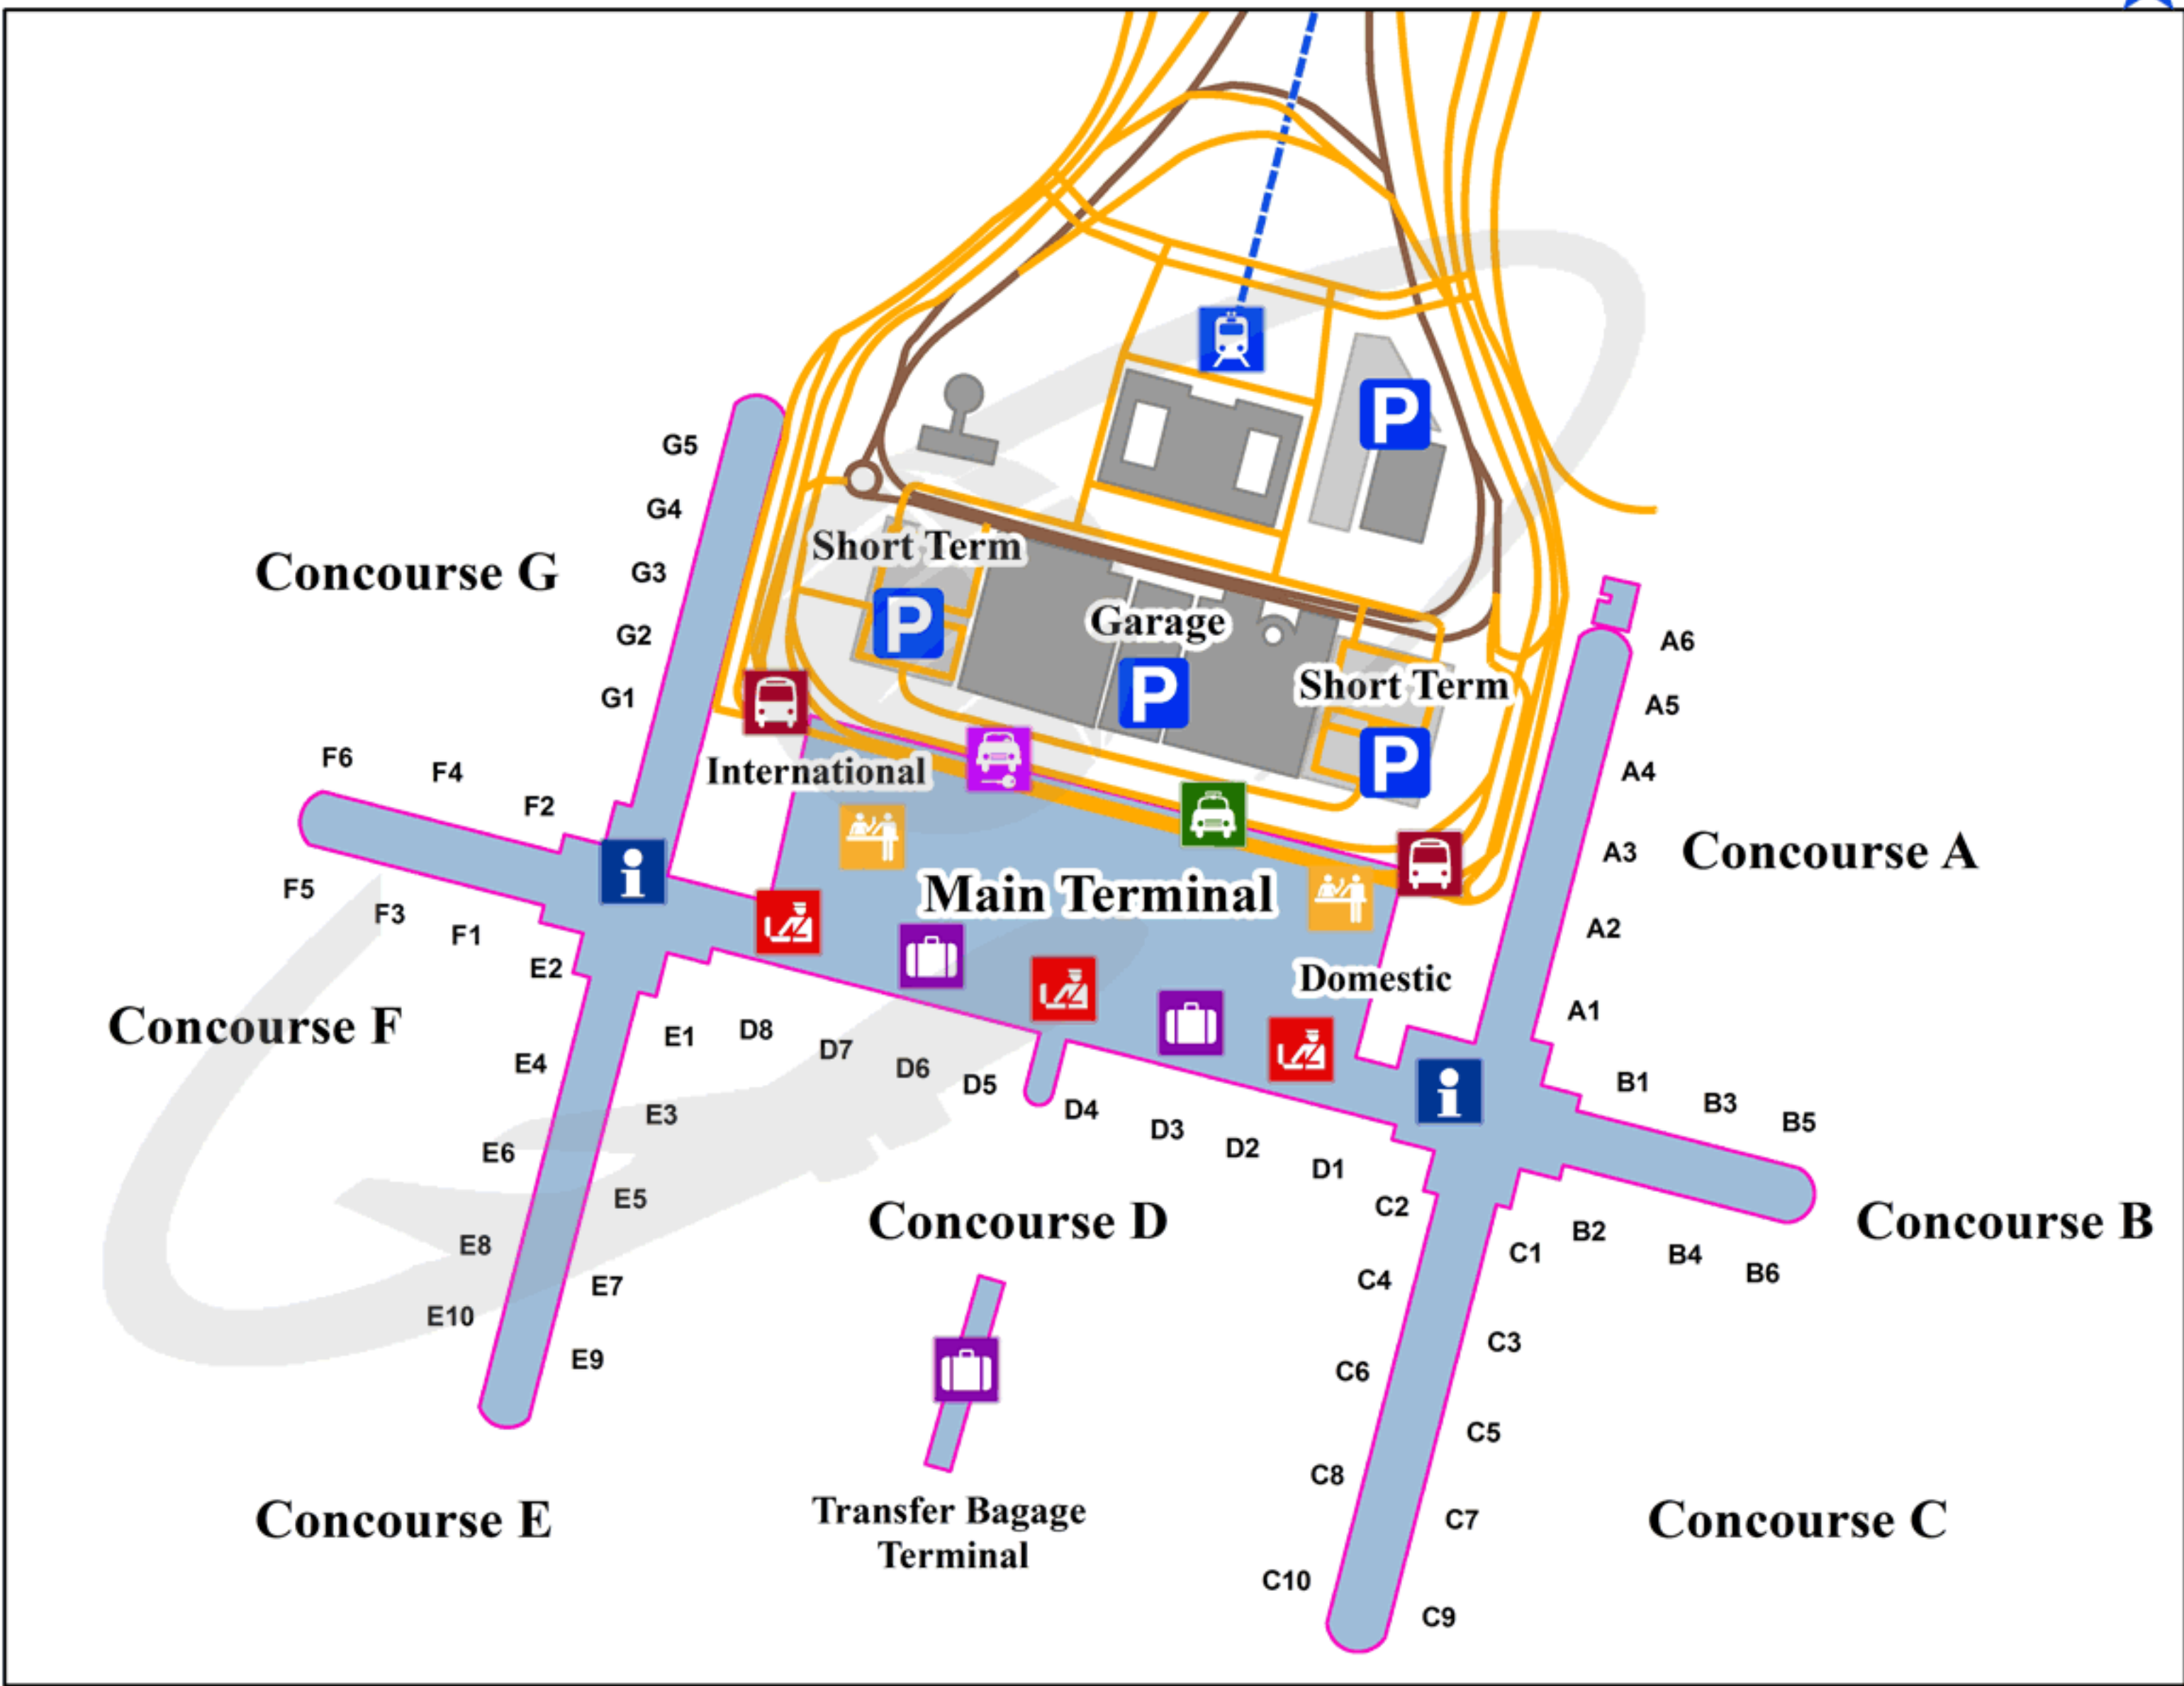 G5
G4
Short Term
Concourse G
G3
P
P
Garage
G2
A6
Short Term
P
G1
A5
F6
F4
International
P
A4
F2
Concourse A
A3
i
F5
Main Terminal
F3
A2
F1
E2
Domestic
A1
Concourse F
D8
E1
D7
E4
D6
D5
i
B1
B3
D4
E3
B5
D3
D2
E6
D1
E5
C2
Concourse D
Concourse B
B2
E8
C1
B4
B6
E7
C4
E10
C3
E9
C6
C5
C8
Transfer Bagage
Terminal
Concourse E
C7
Concourse C
C10
C9